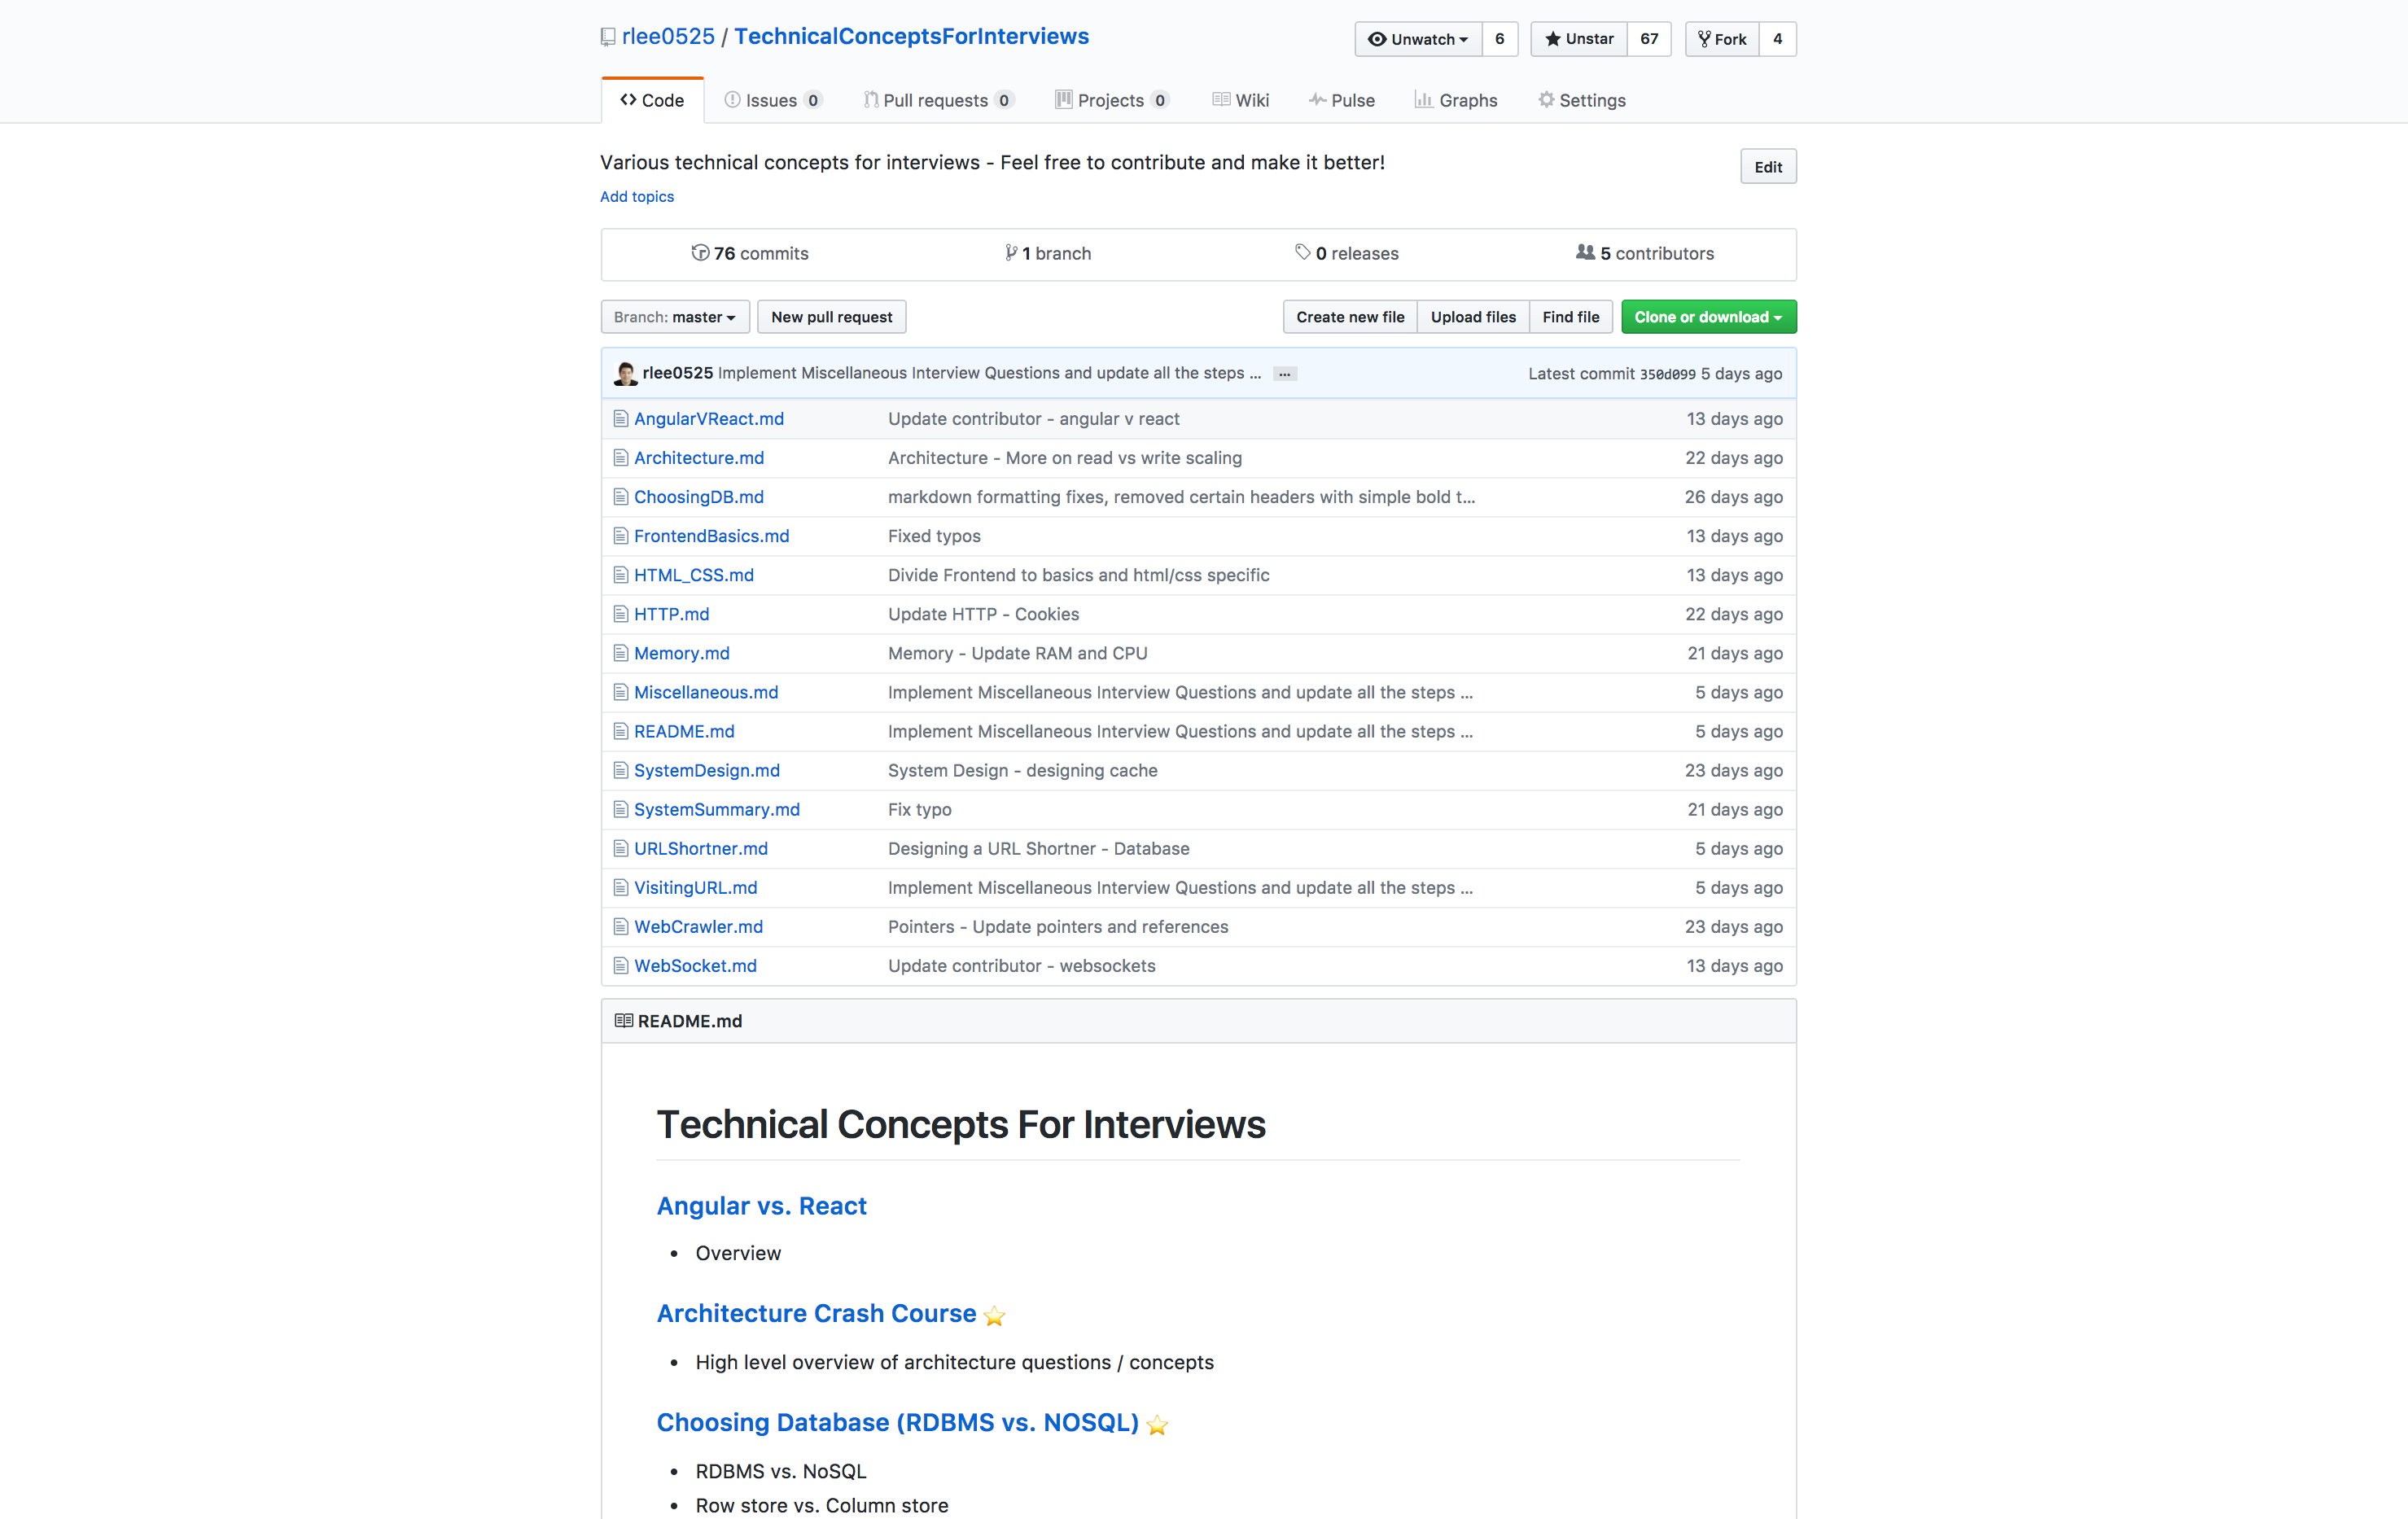 rlee0525 / TechnicalConceptsForInterviews
Unwatch 6 Unstar 67 Fork 4
Code Issues 0 Pull requests 0 Projects 0 Wiki Pulse Graphs Settings
Various technical concepts for interviews - Feel free to contribute and make it better!
Edit
Add topics
76 commits 1 branch 0 releases 5 contributors
Branch: master New pull request Create new file Upload files Find file Clone or download
rlee0525 Implement Miscellaneous Interview Questions and update all the steps ... ... Latest commit 350d099 5 days ago
AngularVReact.md Update contributor - angular v react 13 days ago
Architecture.md Architecture - More on read vs write scaling 22 days ago
ChoosingDB.md markdown formatting fixes, removed certain headers with simple bold t... 26 days ago
FrontendBasics.md Fixed typos 13 days ago
HTML_CSS.md Divide Frontend to basics and html/css specific 13 days ago
HTTP.md Update HTTP - Cookies 22 days ago
Memory.md Memory - Update RAM and CPU 21 days ago
Miscellaneous.md Implement Miscellaneous Interview Questions and update all the steps ... 5 days ago
README.md Implement Miscellaneous Interview Questions and update all the steps ... 5 days ago
SystemDesign.md System Design - designing cache 23 days ago
SystemSummary.md Fix typo 21 days ago
URLShortner.md Designing a URL Shortner - Database 5 days ago
VisitingURL.md Implement Miscellaneous Interview Questions and update all the steps ... 5 days ago
WebCrawler.md Pointers - Update pointers and references 23 days ago
WebSocket.md Update contributor - websockets 13 days ago
README.md
Technical Concepts For Interviews
Angular vs. React
• Overview
Architecture Crash Course ⭐
• High level overview of architecture questions / concepts
Choosing Database (RDBMS vs. NOSQL) ⭐
• RDBMS vs. NoSQL
• Row store vs. Column store